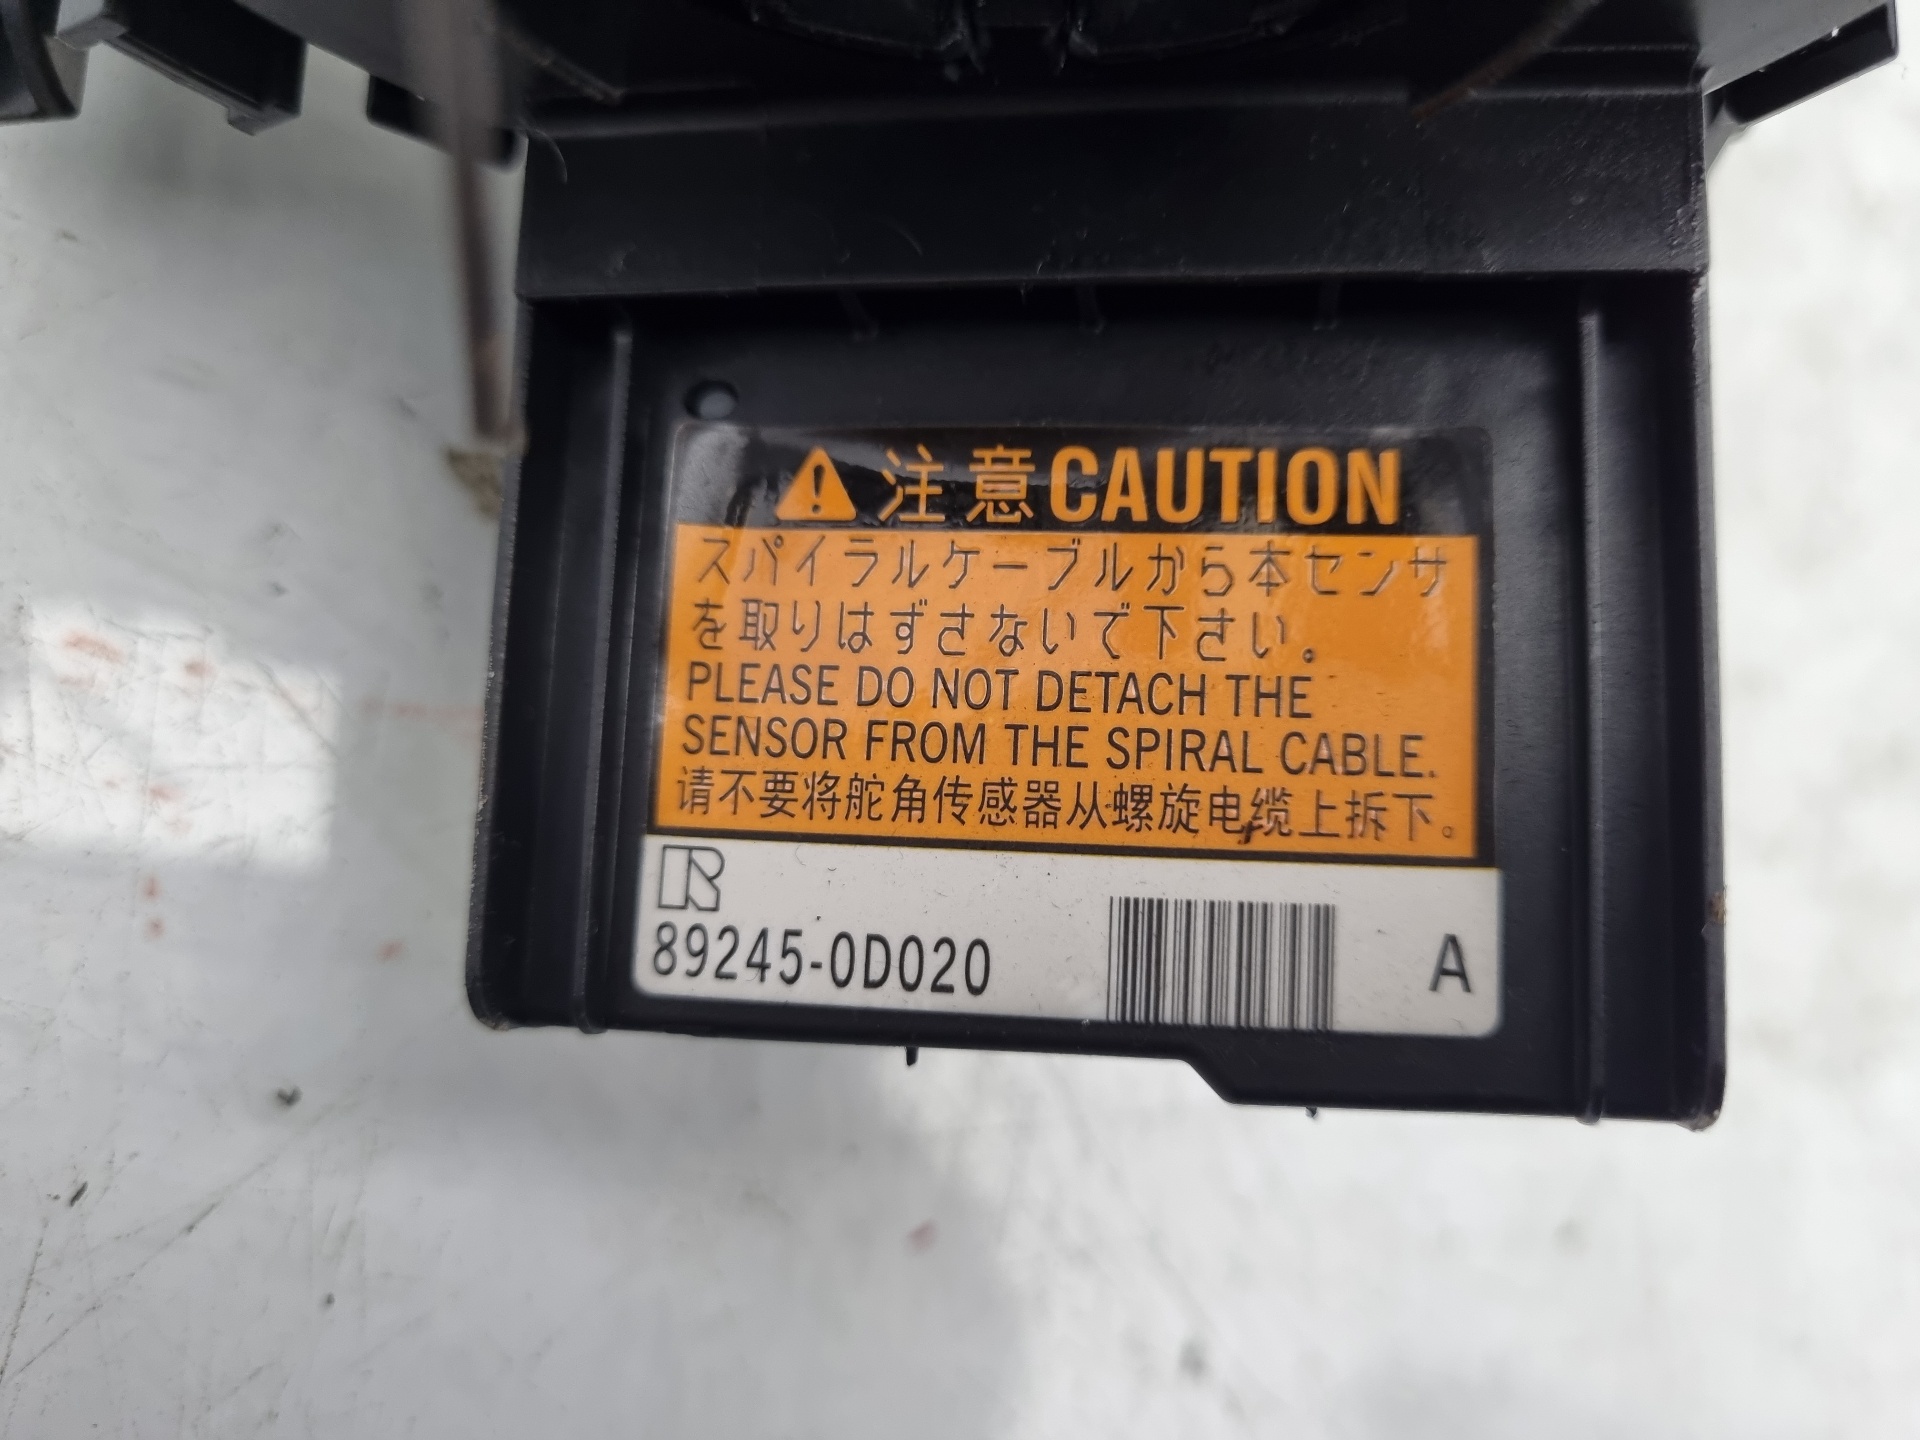 注意CAUTION
スパイラルケーブルから本センサ
を取りはずさないで下さい。
PLEASE DO NOT DETACH THE
SENSOR FROM THE SPIRAL CABLE.
请不要将舵角传感器从螺旋电缆上拆下。
R
89245-0D020
A